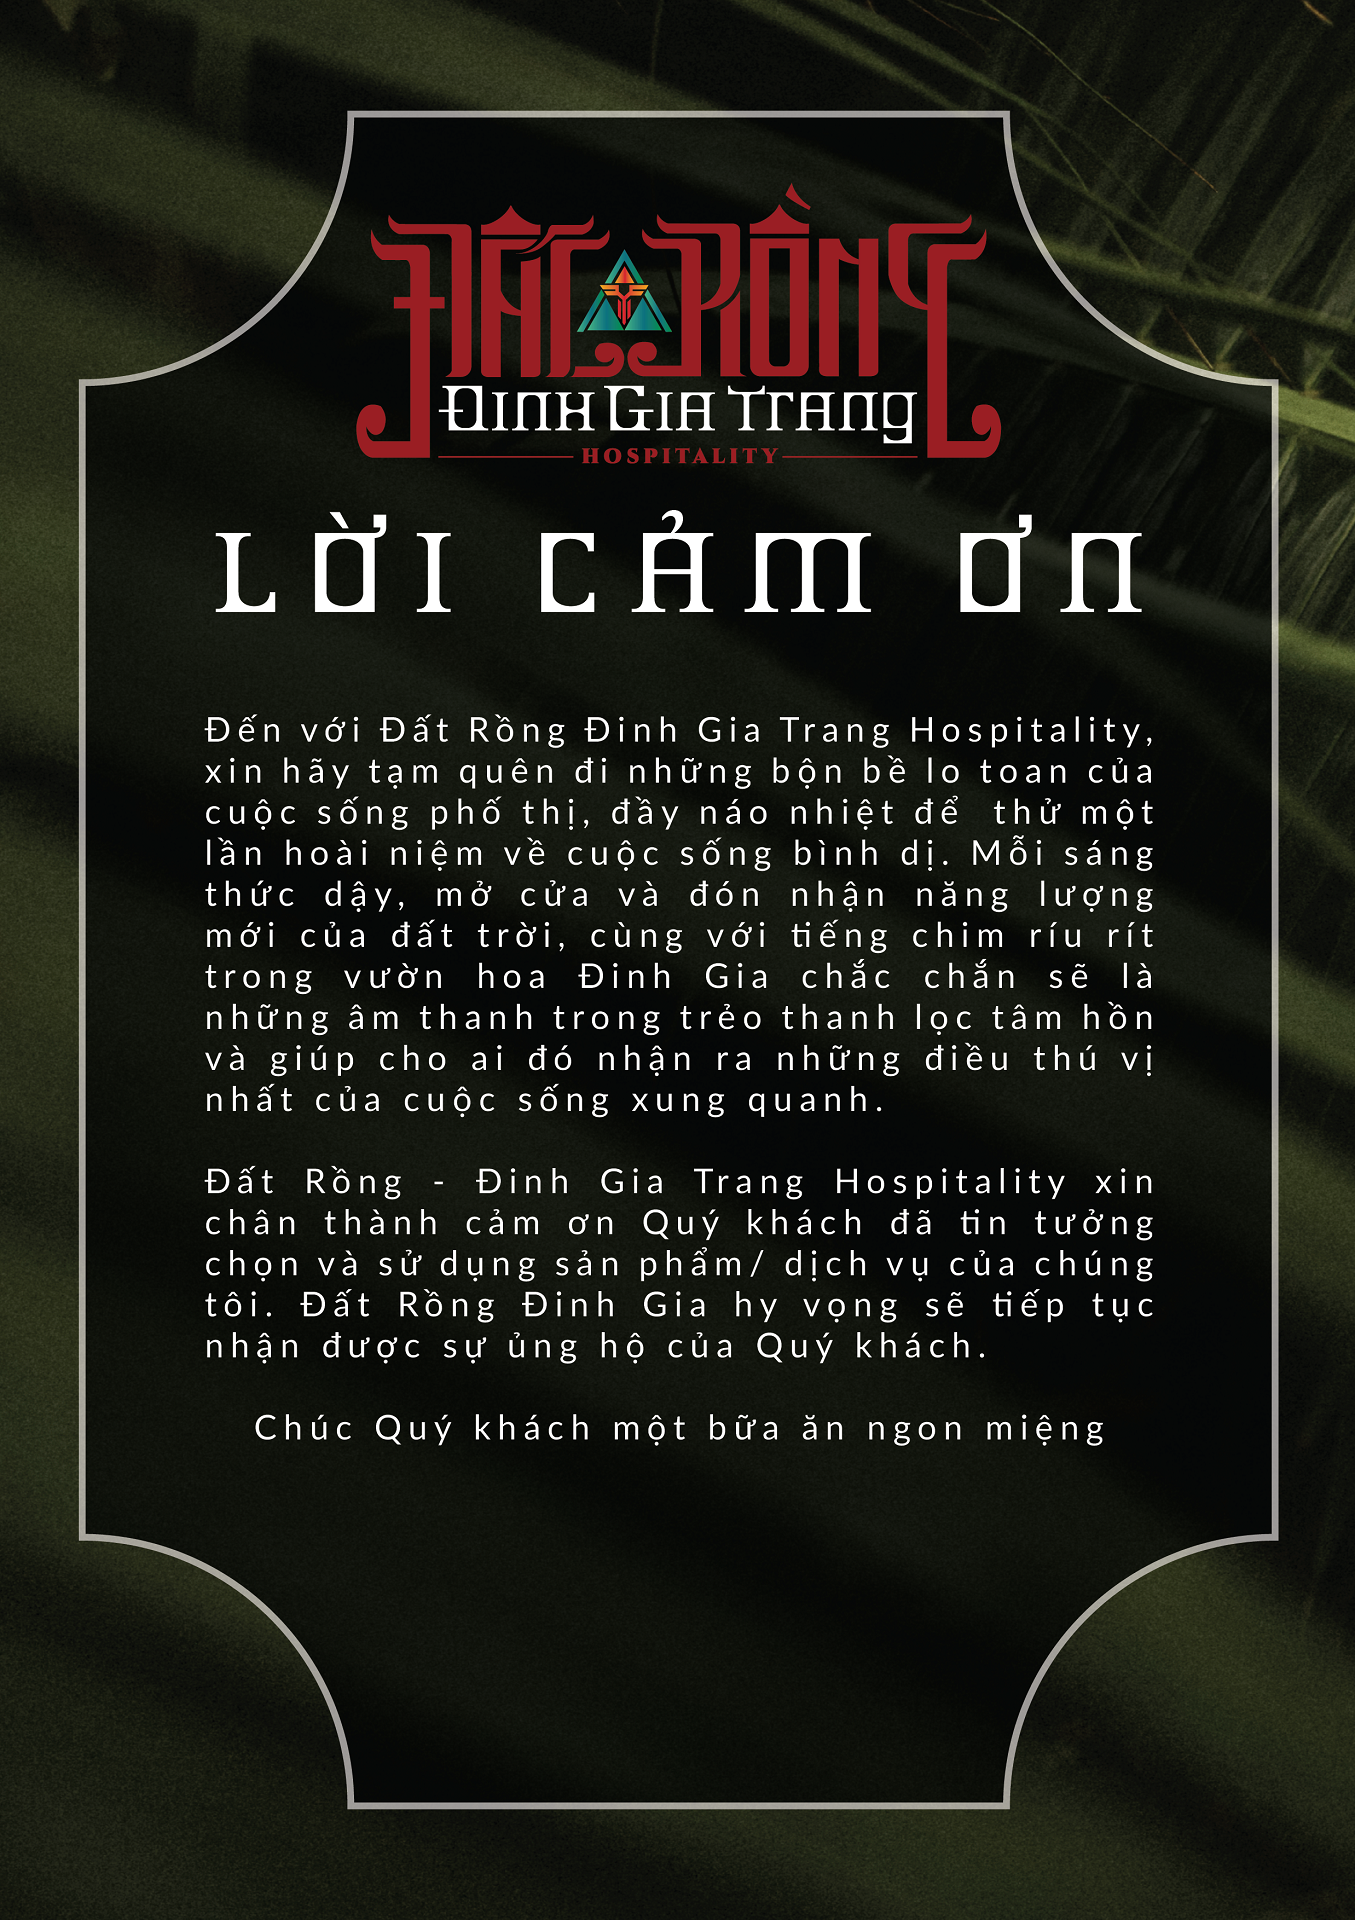 ĐẤT RỒNG
ĐINH GIA TRANG
HOSPITALITY
LỜI CẢM ƠN
Đến với Đất Rồng Đinh Gia Trang Hospitality,
xin hãy tạm quên đi những bộn bề lo toan của
cuộc sống phố thị, đầy náo nhiệt để thử một
lần hoài niệm về cuộc sống bình dị. Mỗi sáng
thức dậy, mở cửa và đón nhận năng lượng
mới của đất trời, cùng với tiếng chim ríu rít
trong vườn hoa Đinh Gia chắc chắn sẽ là
những âm thanh trong trẻo thanh lọc tâm hồn
và giúp cho ai đó nhận ra những điều thú vị
nhất của cuộc sống xung quanh.
Đất Rồng - Đinh Gia Trang Hospitality xin
chân thành cảm ơn Quý khách đã tin tưởng
chọn và sử dụng sản phẩm/ dịch vụ của chúng
tôi. Đất Rồng Đinh Gia hy vọng sẽ tiếp tục
nhận được sự ủng hộ của Quý khách.
Chúc Quý khách một bữa ăn ngon miệng